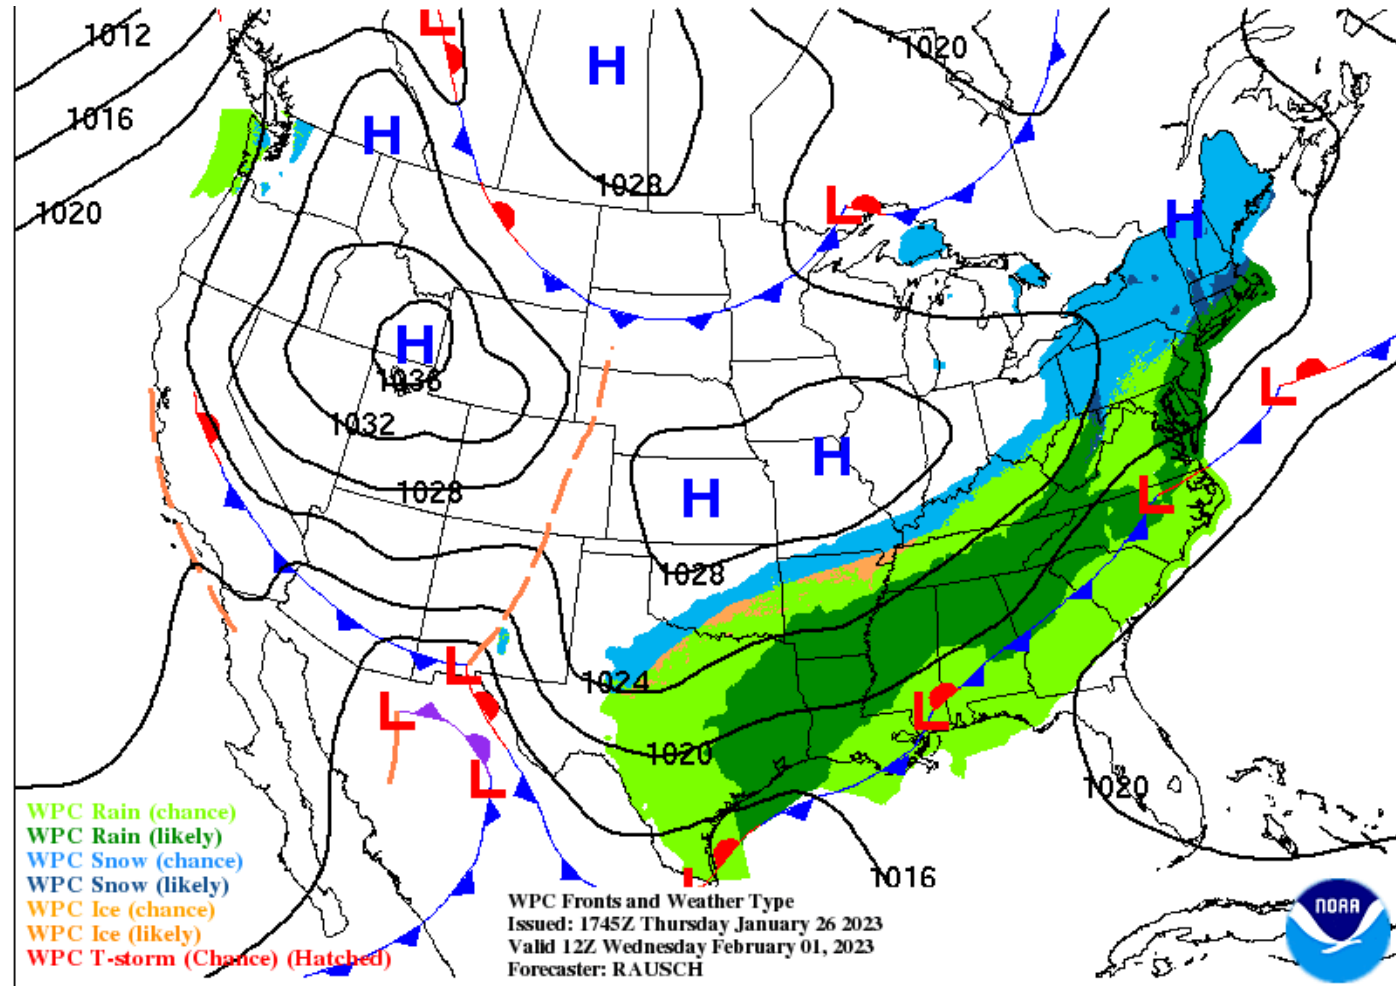 1012
L
H
1020
1016
H
1028
1020
L
H
H
1036
L
1032
H
1028
H
L
1028
L
1024
L
L
1020
L
1020
L
1016
WPC Rain (chance)
WPC Rain (likely)
WPC Snow (chance)
WPC Snow (likely)
WPC Ice (chance)
WPC Ice (likely)
WPC T-storm (Chance) (Hatched)
WPC Fronts and Weather Type
Issued: 1745Z Thursday January 26 2023
Valid 12Z Wednesday February 01, 2023
Forecaster: RAUSCH
L
NOAA